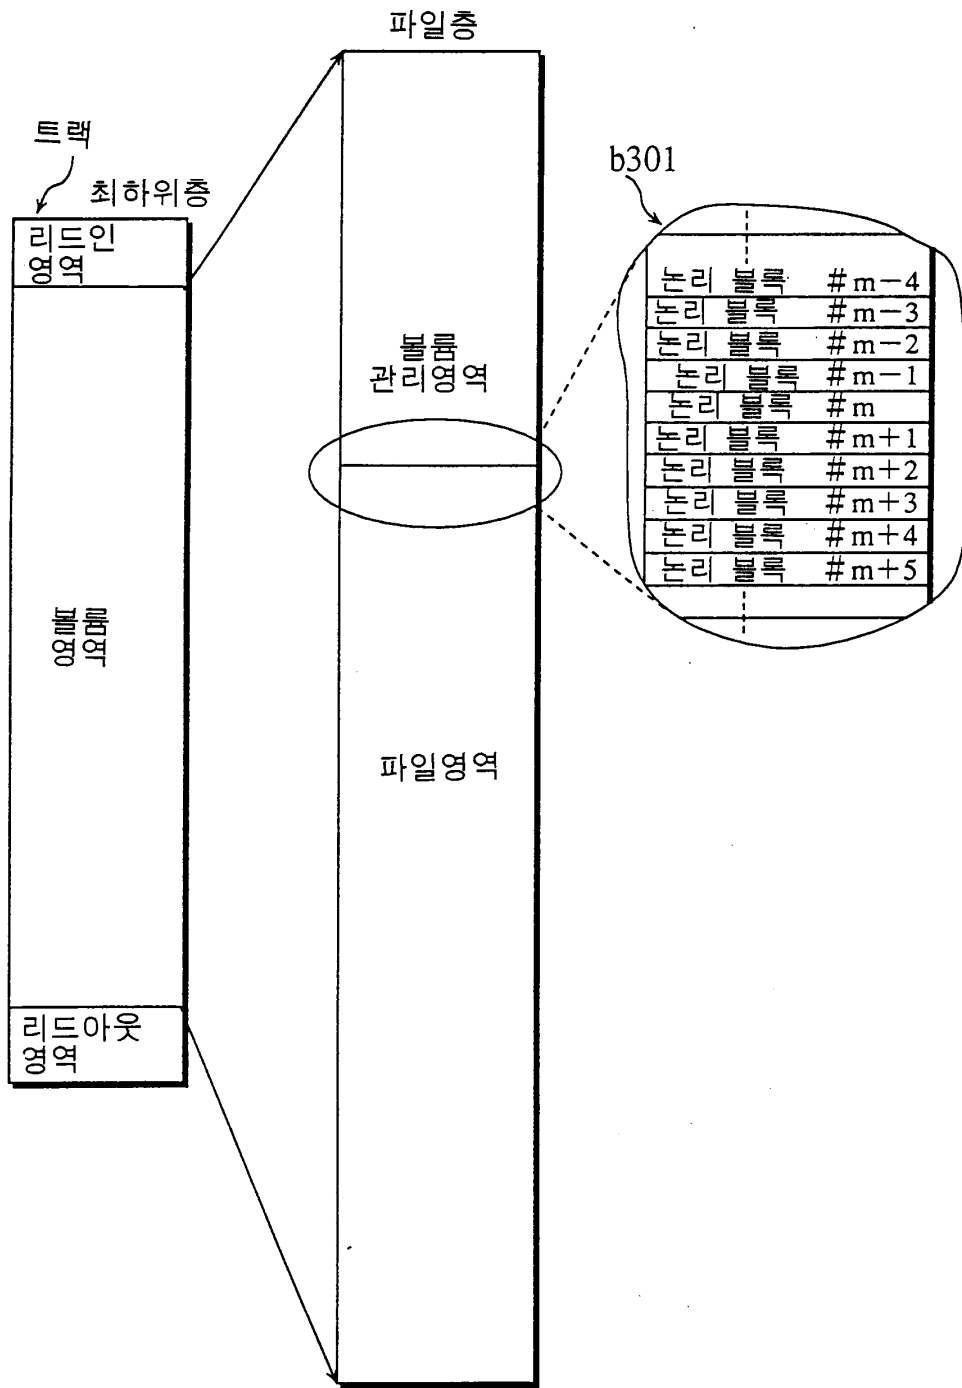 파일층
트랙
최하위층
리드인
영역
볼륨
영역
리드아웃
영역
볼륨
관리영역
파일영역
b301
논리 블록 #m-4
논리 블록 #m-3
논리 블록 #m-2
논리 블록 #m-1
논리 블록 #m
논리 블록 #m+1
논리 블록 #m+2
논리 블록 #m+3
논리 블록 #m+4
논리 블록 #m+5